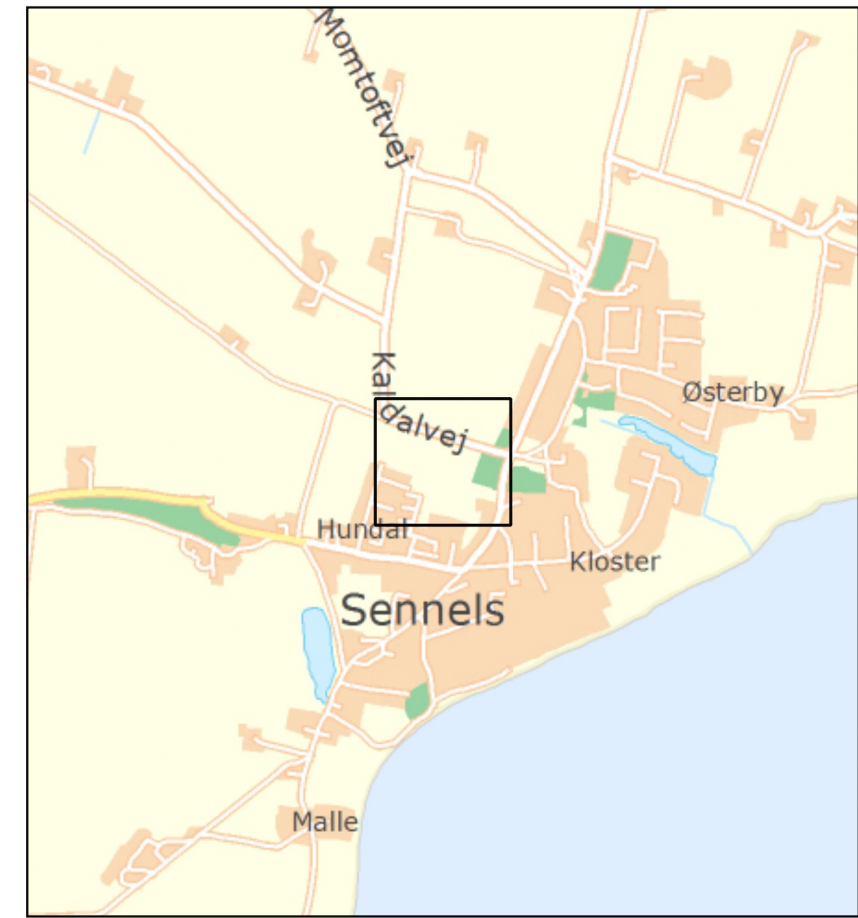 Momtoftvej
Kaldalvej
Østerby
Hundal
Kloster
Sennels
Malle